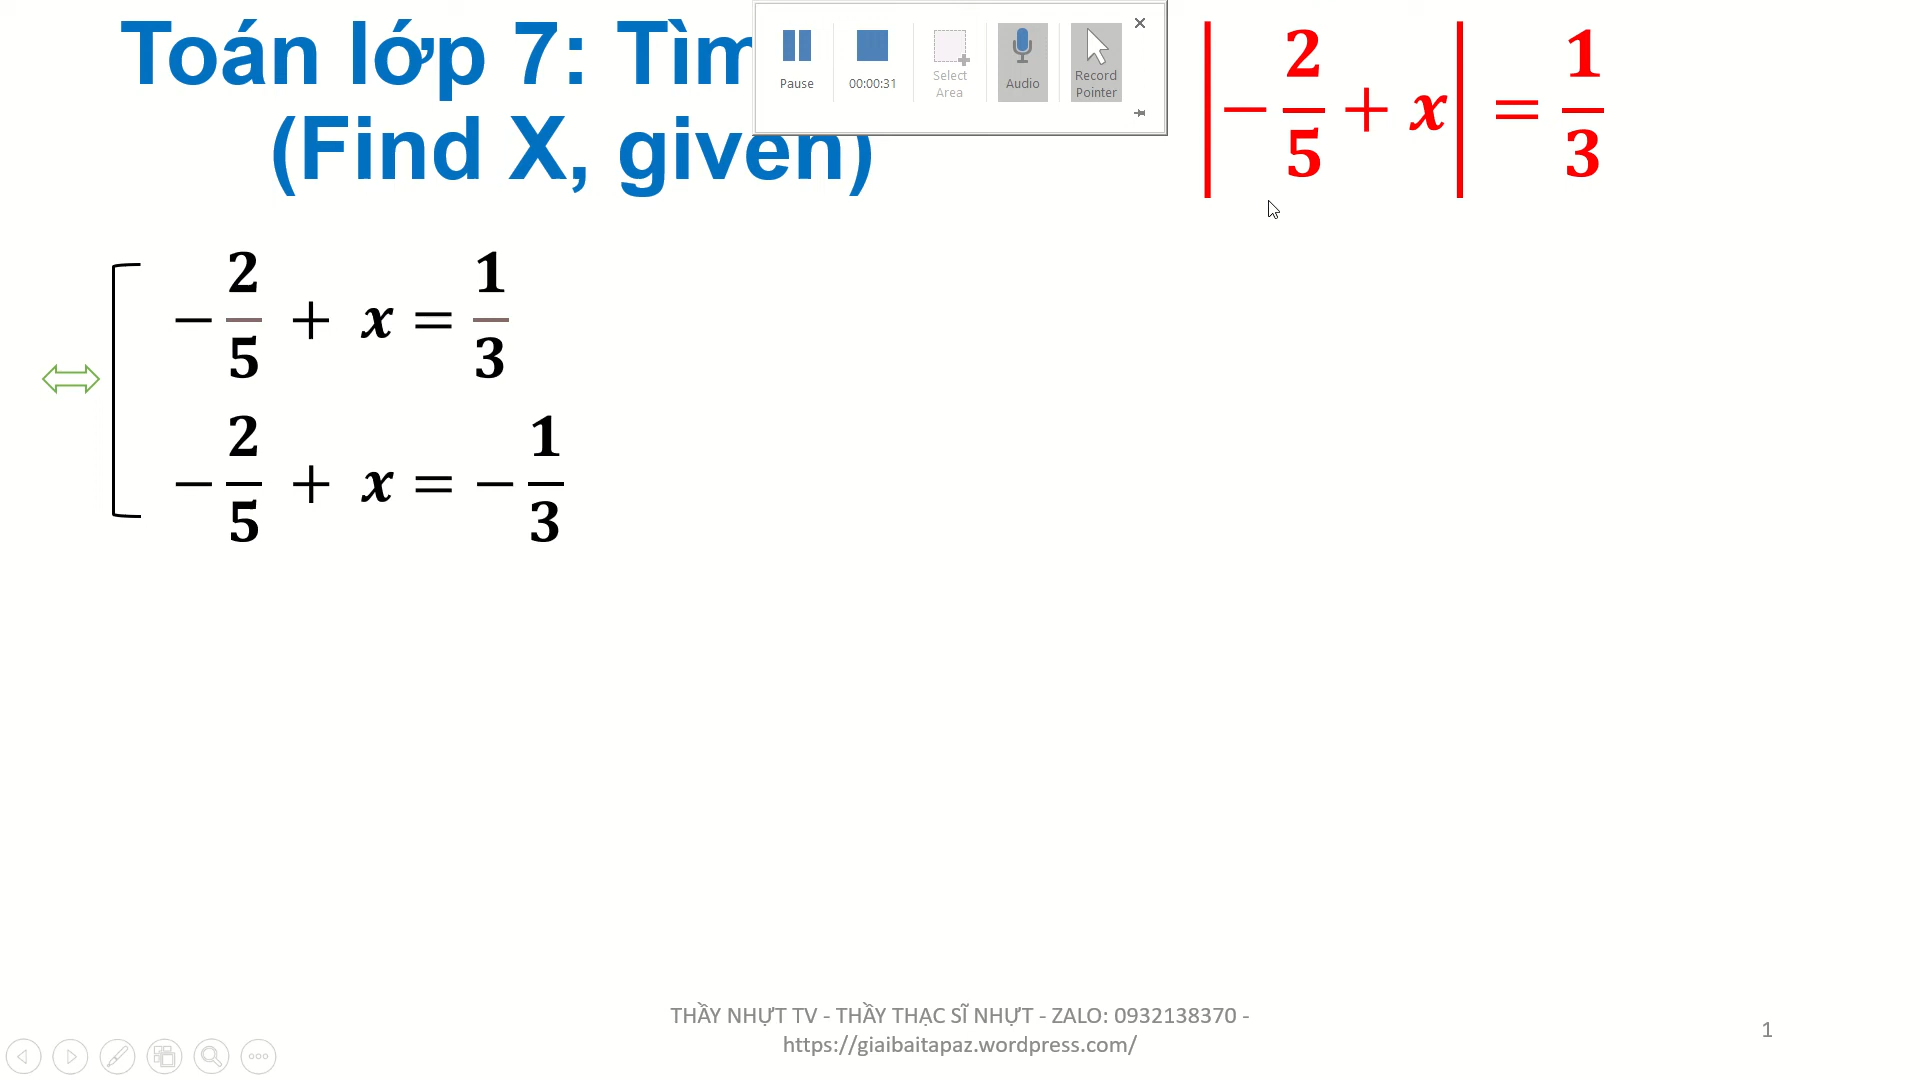 Toán lớp 7: Tìm
(Find X, given)
|−2/5 + x| = 1/3
Pause
00:00:31
Select Area
Audio
Record Pointer
−2/5 + x = 1/3
−2/5 + x = −1/3
THẦY NHỰT TV - THẦY THẠC SĨ NHỰT - ZALO: 0932138370 -
https://giaibaitapaz.wordpress.com/
1